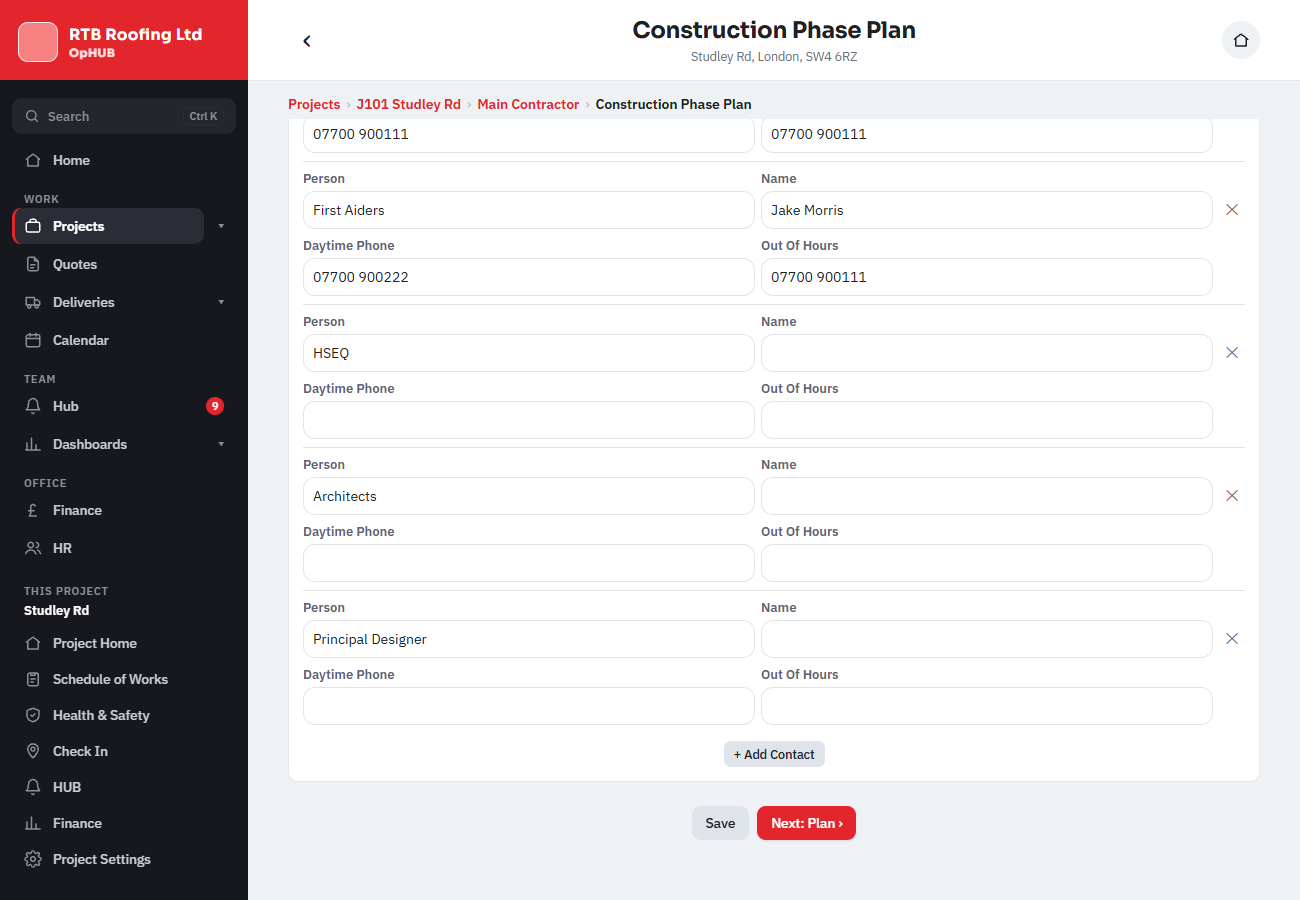 RTB Roofing Ltd
OpHUB
Search Ctrl K
Home
WORK
Projects
Quotes
Deliveries
Calendar
TEAM
Hub 9
Dashboards
OFFICE
Finance
HR
THIS PROJECT
Studley Rd
Project Home
Schedule of Works
Health & Safety
Check In
HUB
Finance
Project Settings
Construction Phase Plan
Studley Rd, London, SW4 6RZ
Projects › J101 Studley Rd › Main Contractor › Construction Phase Plan
07700 900111 07700 900111
Person Name
First Aiders Jake Morris
Daytime Phone Out Of Hours
07700 900222 07700 900111
Person Name
HSEQ
Daytime Phone Out Of Hours
Person Name
Architects
Daytime Phone Out Of Hours
Person Name
Principal Designer
Daytime Phone Out Of Hours
+ Add Contact
Save Next: Plan ›